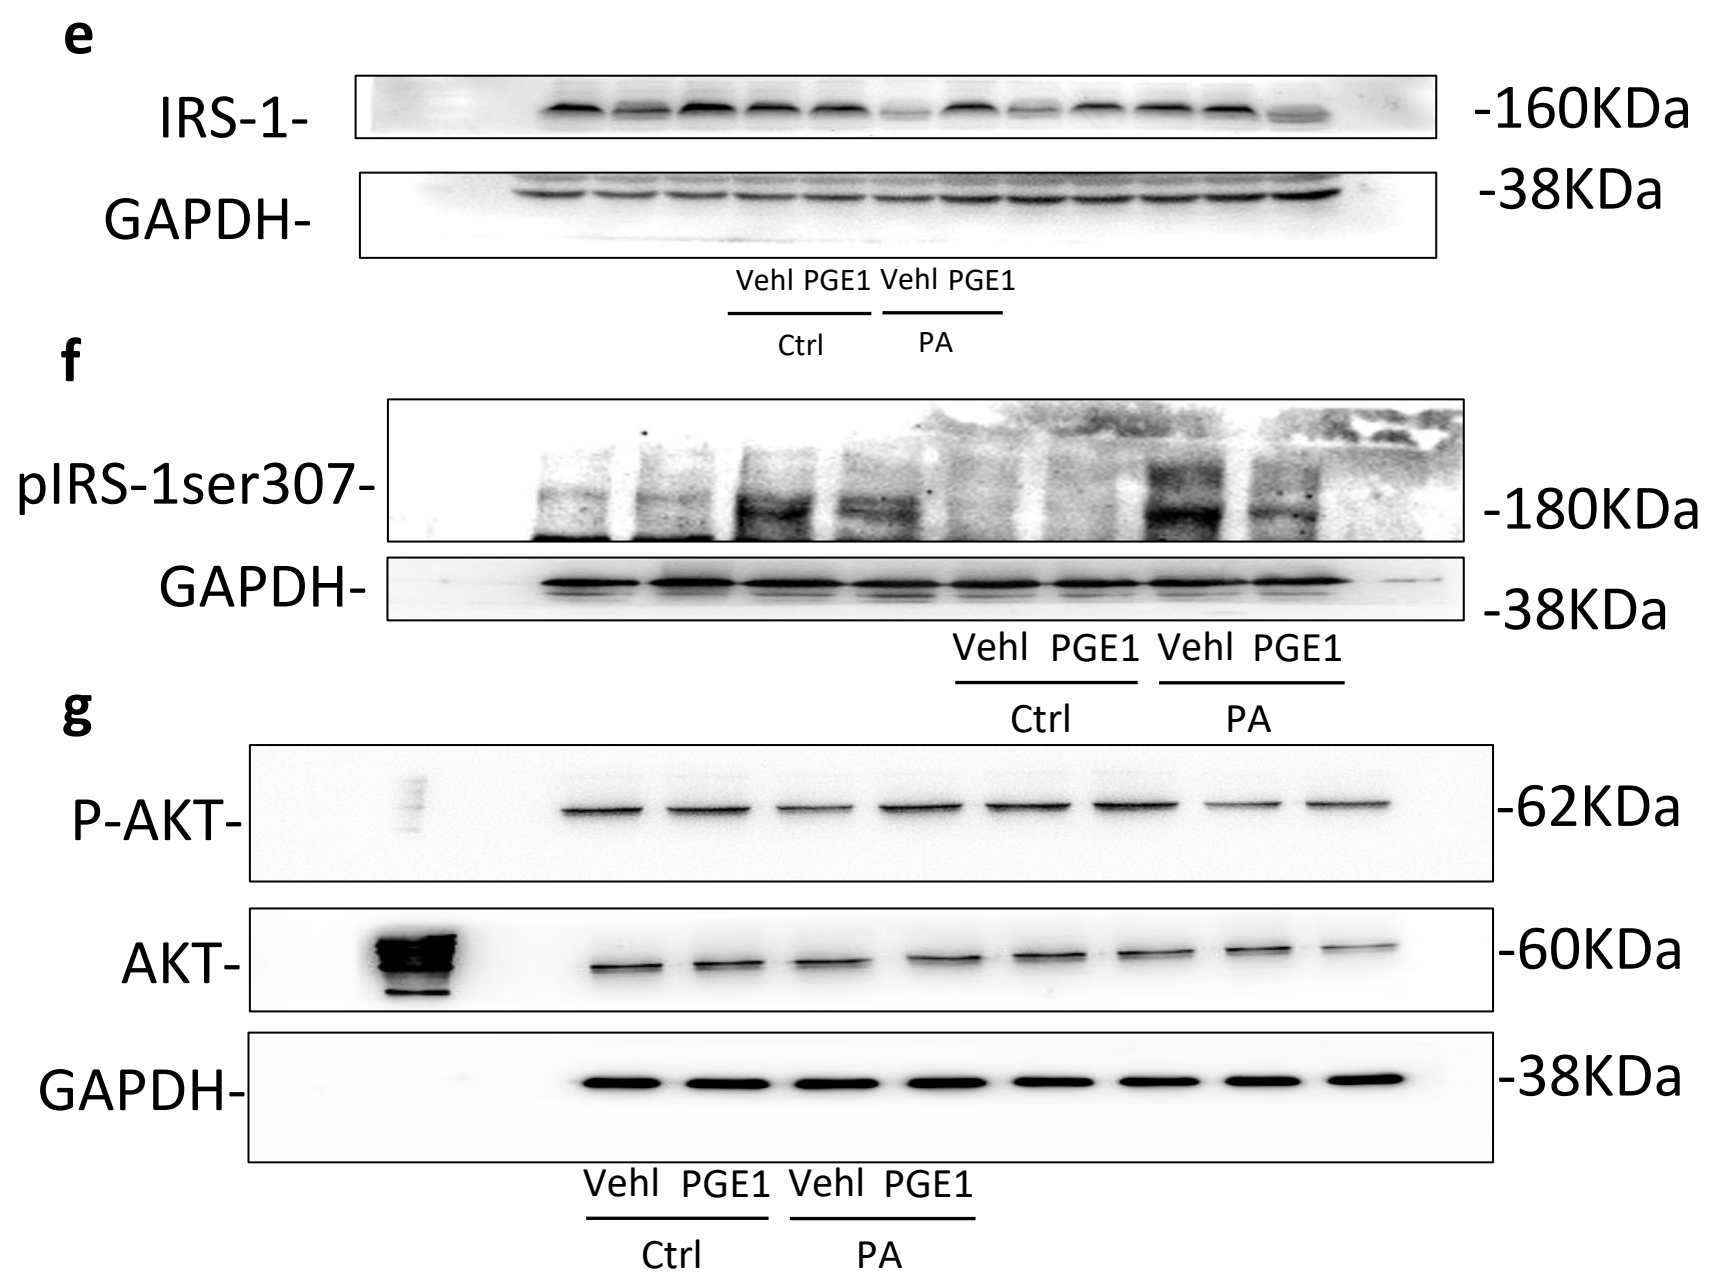 e
IRS-1- -160KDa
GAPDH- -38KDa
Vehl PGE1 Vehl PGE1
Ctrl PA
f
pIRS-1ser307- -180KDa
GAPDH- -38KDa
Vehl PGE1 Vehl PGE1
Ctrl PA
g
P-AKT- -62KDa
AKT- -60KDa
GAPDH- -38KDa
Vehl PGE1 Vehl PGE1
Ctrl PA